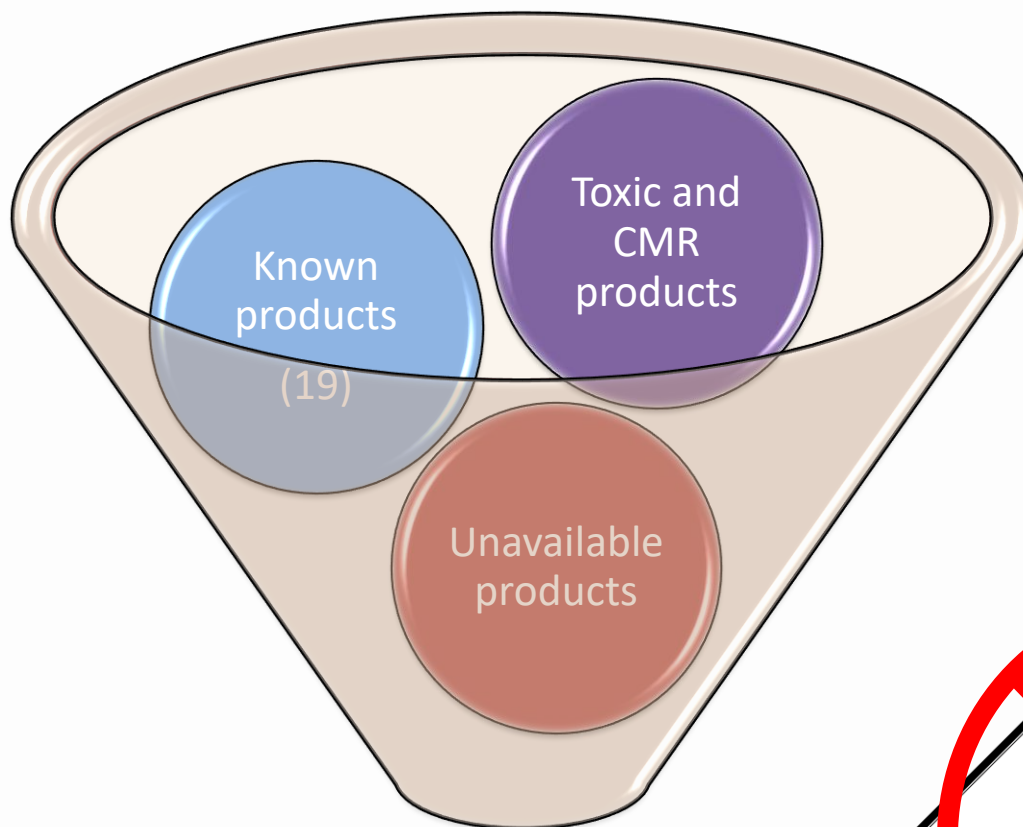 Known
products
(19)
Toxic and
CMR
products
Unavailable
products